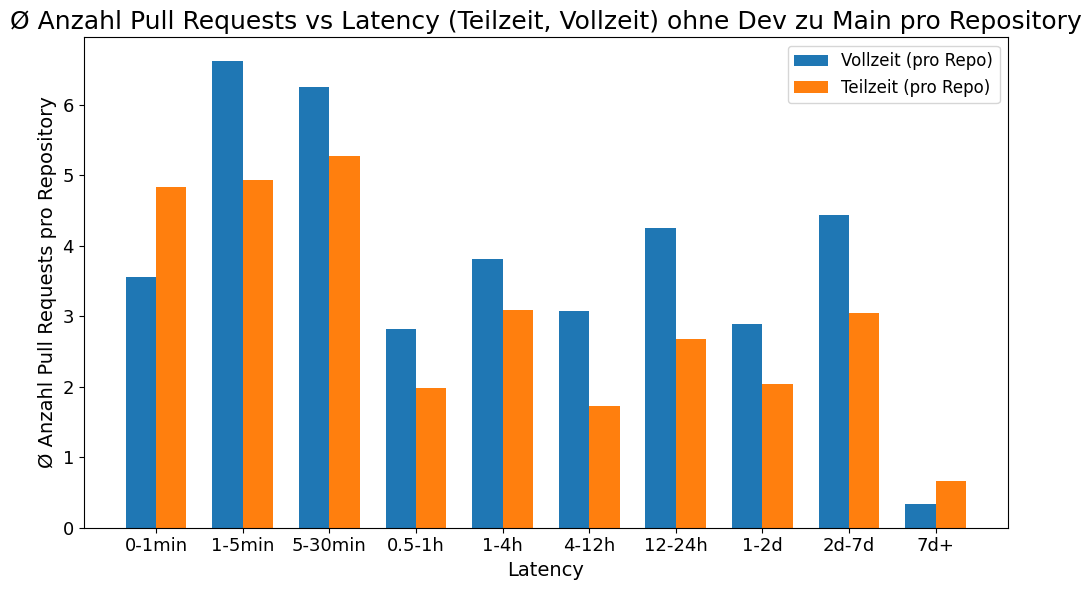 Ø Anzahl Pull Requests vs Latency (Teilzeit, Vollzeit) ohne Dev zu Main pro Repository
Vollzeit (pro Repo)
Teilzeit (pro Repo)
Ø Anzahl Pull Requests pro Repository
6
5
4
3
2
1
0
0-1min 1-5min 5-30min 0.5-1h 1-4h 4-12h 12-24h 1-2d 2d-7d 7d+
Latency